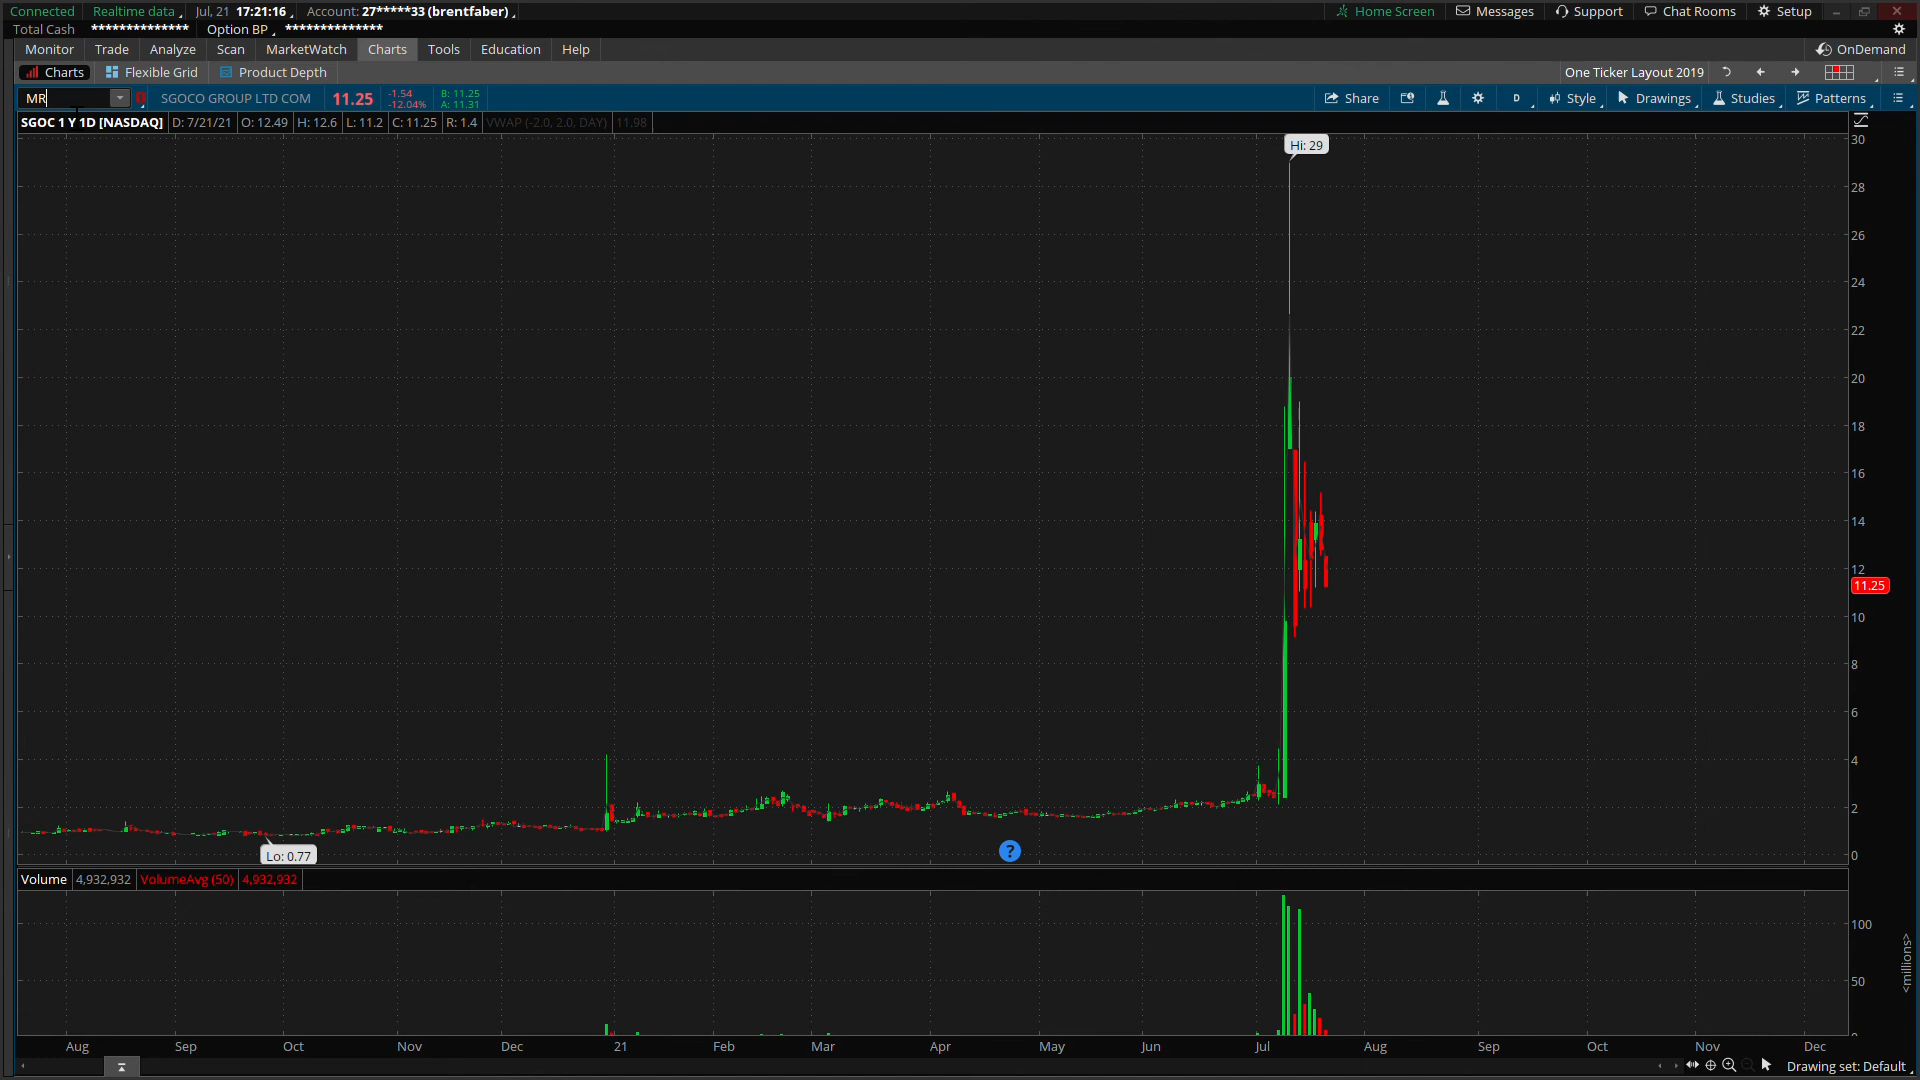 Connected Realtime data Jul, 21 17:21:16 Account: 27*****33 (brentfaber) Home Screen Messages Support Chat Rooms Setup
Total Cash ************** Option BP **************
Monitor Trade Analyze Scan MarketWatch Charts Tools Education Help OnDemand
Charts Flexible Grid Product Depth One Ticker Layout 2019
MR SGOCO GROUP LTD COM 11.25 -1.54 B: 11.25 Share D Style Drawings Studies Patterns
-12.04% A: 11.31
SGOC 1 Y 1D [NASDAQ] D: 7/21/21 O: 12.49 H: 12.6 L: 11.2 C: 11.25 R: 1.4 VWAP (-2.0, 2.0, DAY) 11.98
30
Hi: 29
28
26
24
22
20
18
16
14
12
11.25
10
8
6
4
2
Lo: 0.77
?
0
Volume 4,932,932 VolumeAvg (50) 4,932,932
100
50
<millions>
0
Aug Sep Oct Nov Dec 21 Feb Mar Apr May Jun Jul Aug Sep Oct Nov Dec
Drawing set: Default